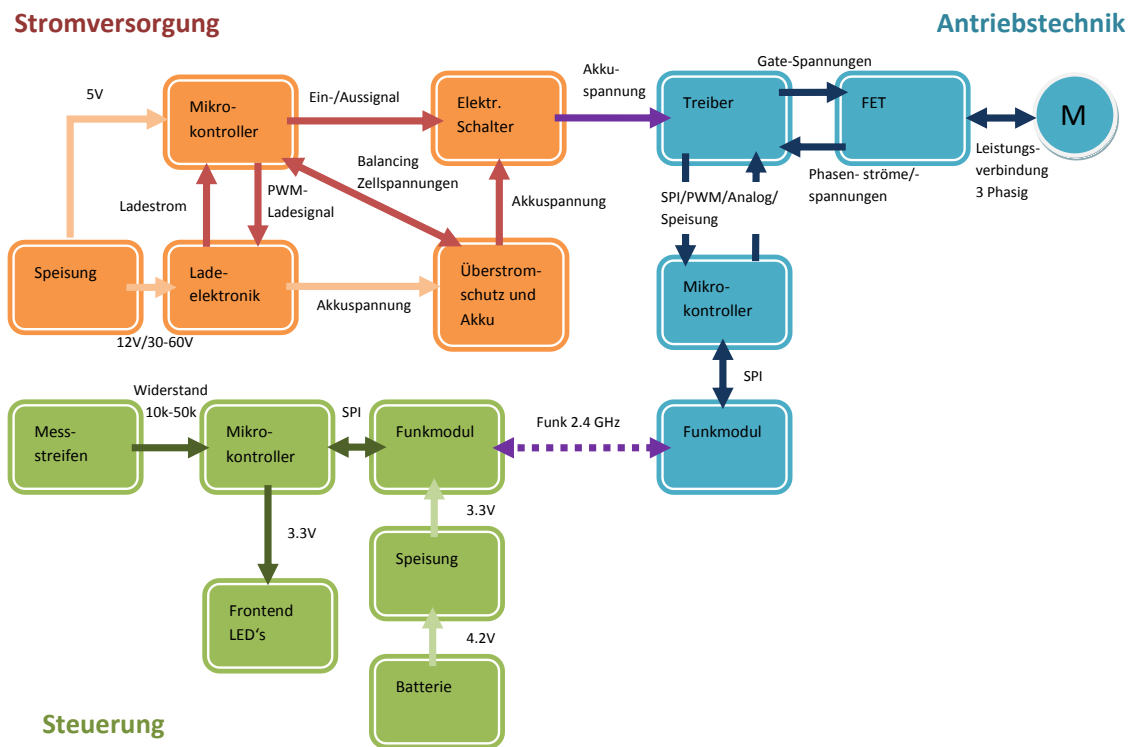 Stromversorgung
Antriebstechnik
5V
Mikro-
kontroller
Ein-/Aussignal
Elektr.
Schalter
Akku-
spannung
Treiber
Gate-Spannungen
FET
M
Leistungs-
verbindung
3 Phasig
Phasen- ströme/-
spannungen
Balancing
Zellspannungen
Ladestrom
PWM-
Ladesignal
Akkuspannung
SPI/PWM/Analog/
Speisung
Speisung
Lade-
elektronik
12V/30-60V
Akkuspannung
Überstrom-
schutz und
Akku
Mikro-
kontroller
SPI
Funkmodul
Widerstand
10k-50k
Mess-
streifen
Mikro-
kontroller
SPI
Funkmodul
Funk 2.4 GHz
3.3V
3.3V
Speisung
Frontend
LED's
4.2V
Batterie
Steuerung